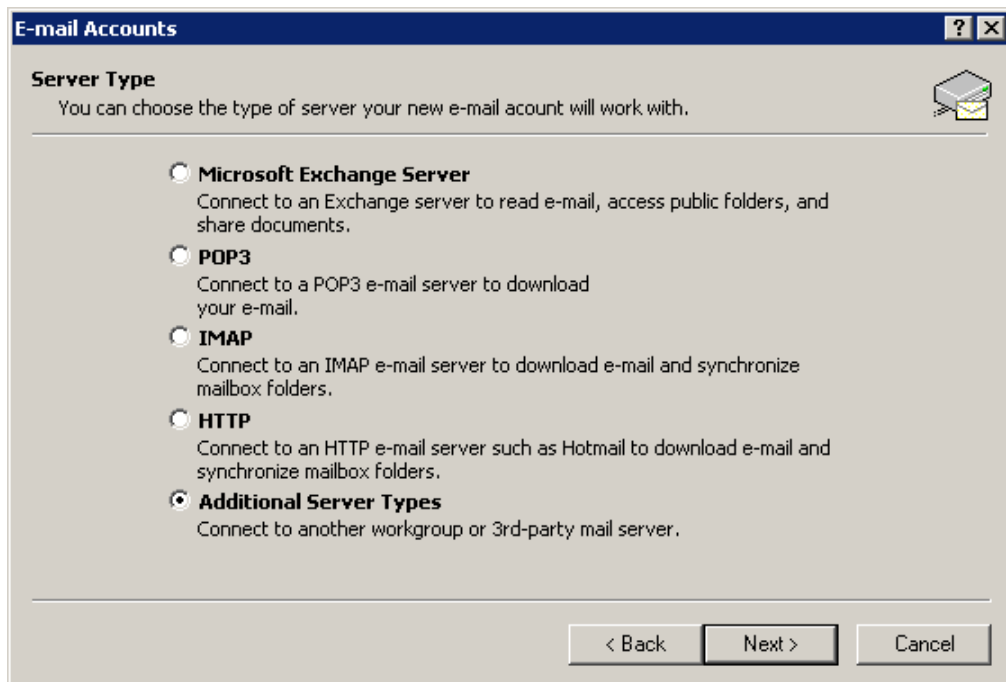 E-mail Accounts
Server Type
You can choose the type of server your new e-mail acount will work with.
Microsoft Exchange Server
Connect to an Exchange server to read e-mail, access public folders, and
share documents.
POP3
Connect to a POP3 e-mail server to download
your e-mail.
IMAP
Connect to an IMAP e-mail server to download e-mail and synchronize
mailbox folders.
HTTP
Connect to an HTTP e-mail server such as Hotmail to download e-mail and
synchronize mailbox folders.
Additional Server Types
Connect to another workgroup or 3rd-party mail server.
< Back Next > Cancel